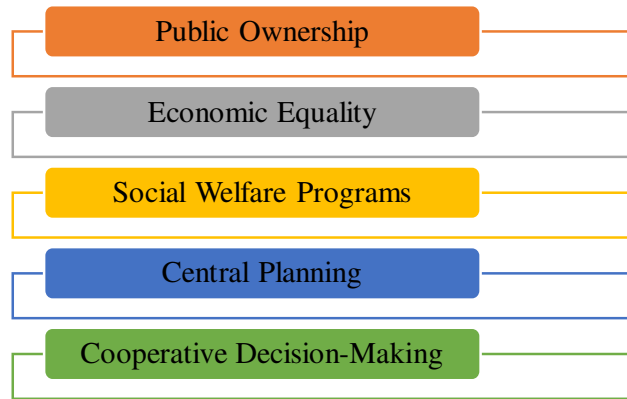 Public Ownership
Economic Equality
Social Welfare Programs
Central Planning
Cooperative Decision-Making